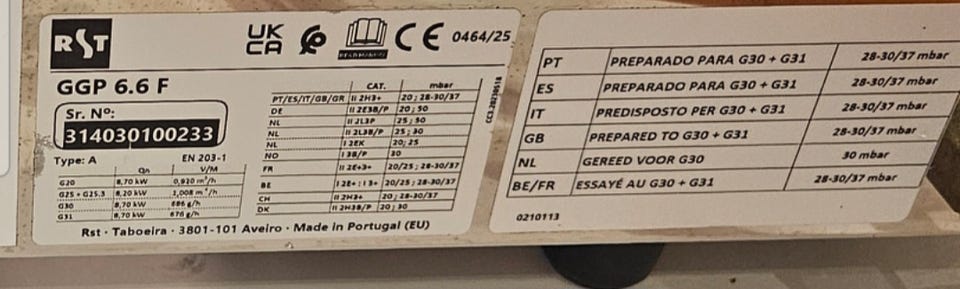 RST
UK CA
CE 0464/25
GGP 6.6 F
Sr. Nº:
314030100233
Type: A EN 203-1
Qn V/M
G20 8,70 kW 0,920 m³/h
G25 + G25.3 8,20 kW 1,008 m³/h
G30 8,70 kW 686 g/h
G31 8,70 kW 676 g/h
CAT. mbar
PT/ES/IT/GB/GR II 2H3+ 20 ; 28-30/37
DE II 2E3B/P 20 ; 50
NL II 2L3P 25 ; 50
NL II 2L3B/P 25 ; 30
NL I 2EK 20; 25
NO I 3B/P 30
FR II 2E+3+ 20/25 ; 28-30/37
BE I 2E+ ; I 3+ 20/25 ; 28-30/37
CH II 2H3+ 20 ; 28-30/37
DK II 2H3B/P 20 ; 30
Rst · Taboeira · 3801-101 Aveiro · Made in Portugal (EU)
PT PREPARADO PARA G30 + G31 28-30/37 mbar
ES PREPARADO PARA G30 + G31 28-30/37 mbar
IT PREDISPOSTO PER G30 + G31 28-30/37 mbar
GB PREPARED TO G30 + G31 28-30/37 mbar
NL GEREED VOOR G30 30 mbar
BE/FR ESSAYÉ AU G30 + G31 28-30/37 mbar
0210113